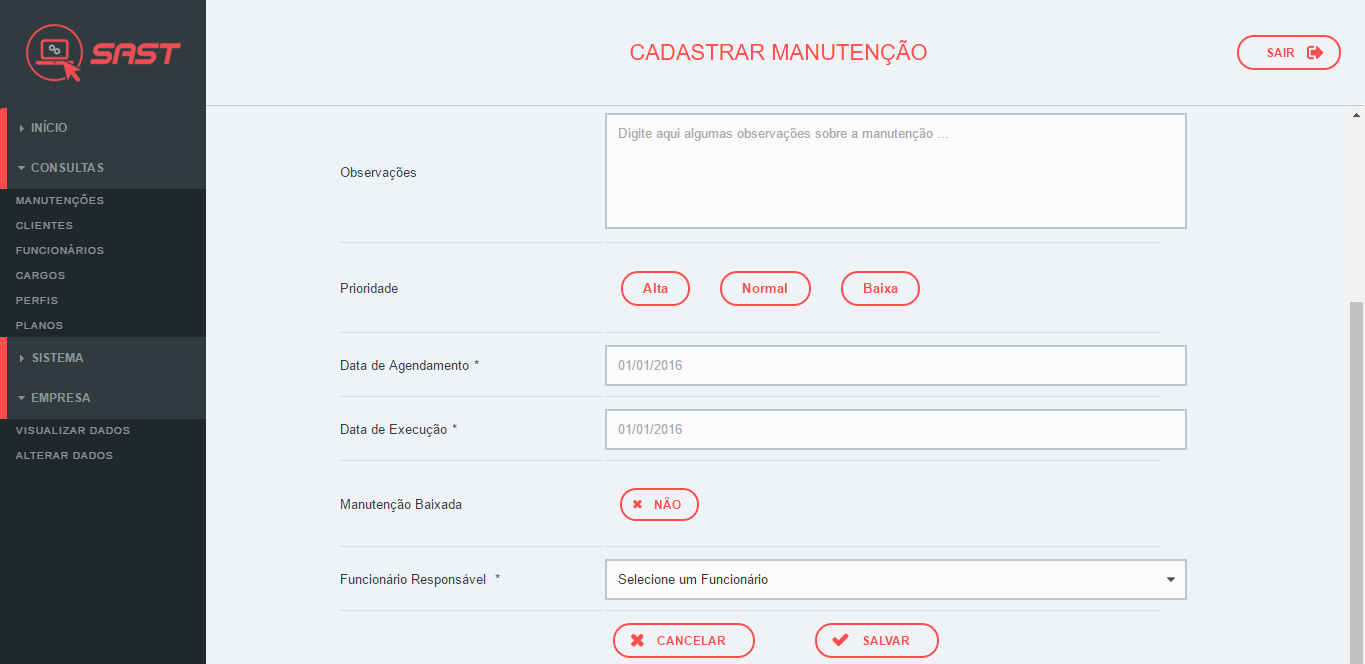 SAST
CADASTRAR MANUTENÇÃO
SAIR
INÍCIO
CONSULTAS
MANUTENÇÕES
CLIENTES
FUNCIONÁRIOS
CARGOS
PERFIS
PLANOS
SISTEMA
EMPRESA
VISUALIZAR DADOS
ALTERAR DADOS
Observações
Digite aqui algumas observações sobre a manutenção ...
Prioridade
Alta Normal Baixa
Data de Agendamento *
01/01/2016
Data de Execução *
01/01/2016
Manutenção Baixada
NÃO
Funcionário Responsável *
Selecione um Funcionário
CANCELAR SALVAR